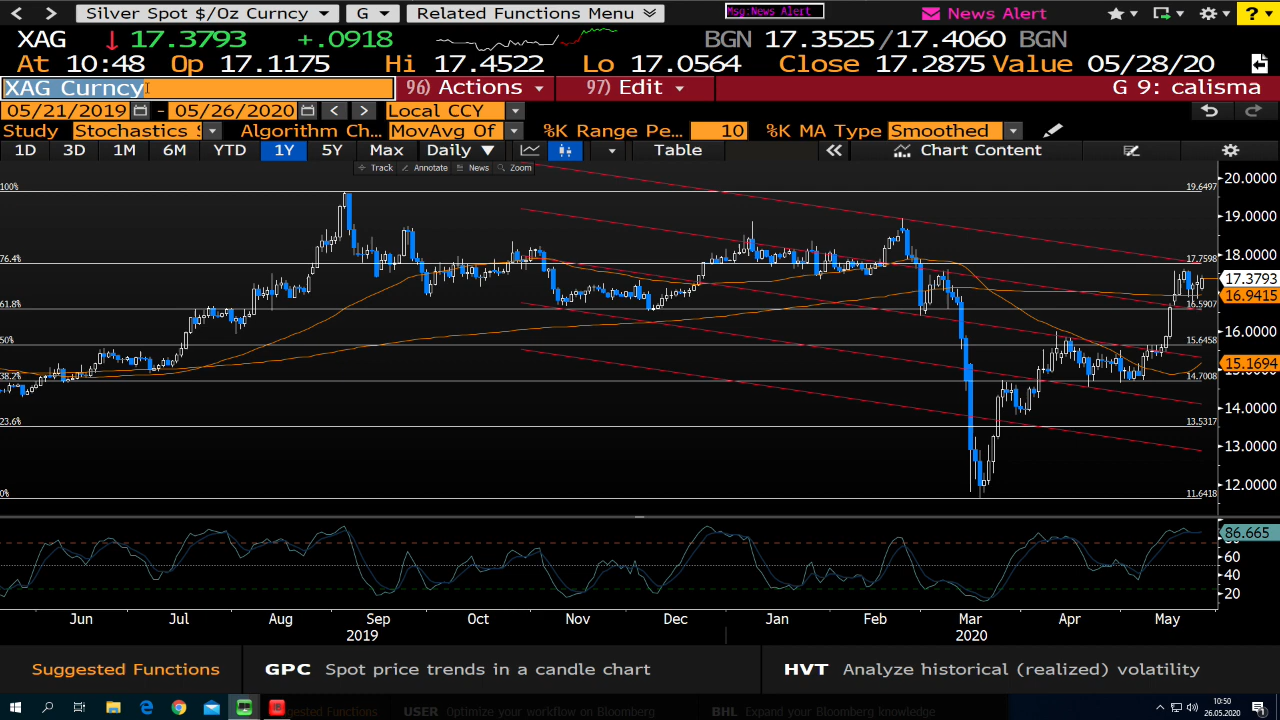 Silver Spot $/Oz Curncy G Related Functions Menu Msg:News Alert News Alert ?
XAG 17.3793 +.0918 BGN 17.3525/17.4060 BGN
At 10:48 Op 17.1175 Hi 17.4522 Lo 17.0564 Close 17.2875 Value 05/28/20
XAG Curncy 96) Actions 97) Edit G 9: calisma
05/21/2019 - 05/26/2020 < > Local CCY
Study Stochastics S Algorithm Ch... MovAvg Of %K Range Pe... 10 %K MA Type Smoothed
1D 3D 1M 6M YTD 1Y 5Y Max Daily Table Chart Content
Track Annotate News Zoom
20.0000
100% 19.6497
19.0000
18.0000
76.4% 17.7598
17.3793
16.9415
61.8% 16.5907
16.0000
50% 15.6458
15.1694
15.0000
38.2% 14.7008
14.0000
23.6% 13.5317
13.0000
12.0000
0% 11.6418
86.665
80
60
40
20
Jun Jul Aug Sep Oct Nov Dec Jan Feb Mar Apr May
2019 2020
Suggested Functions GPC Spot price trends in a candle chart HVT Analyze historical (realized) volatility
Suggested Functions USER Optimize your workflow on Bloomberg BHL Expand your Bloomberg knowledge
10:50
26.05.2020
1